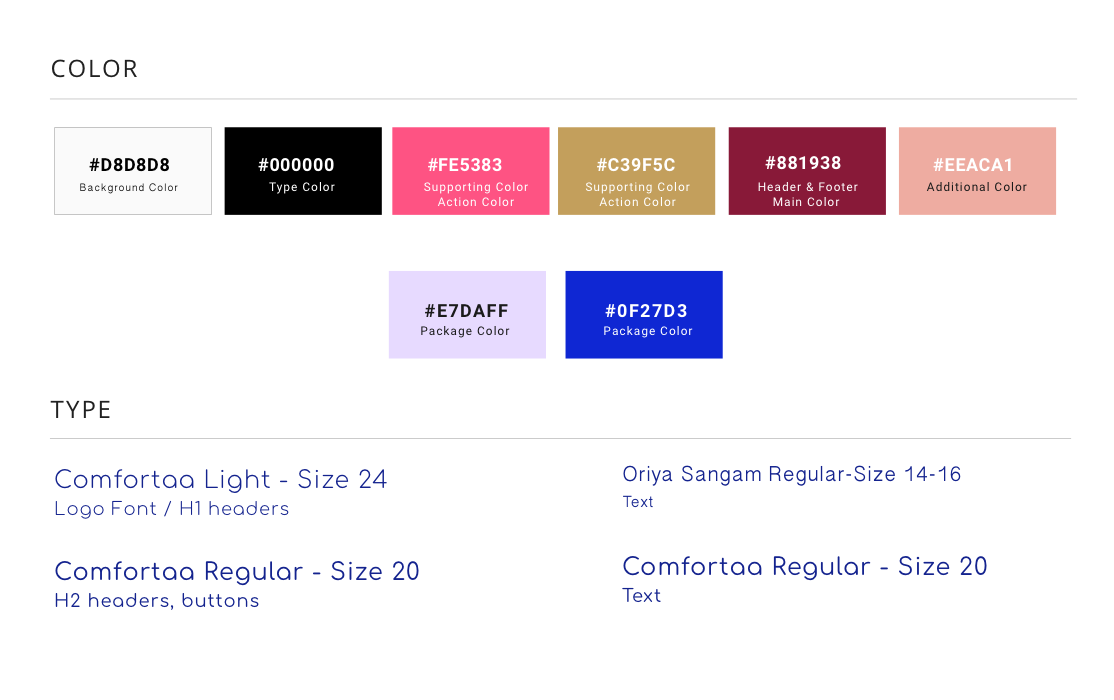 COLOR
#D8D8D8
Background Color
#000000
Type Color
#FE5383
Supporting Color
Action Color
#C39F5C
Supporting Color
Action Color
#881938
Header & Footer
Main Color
#EEACA1
Additional Color
#E7DAFF
Package Color
#0F27D3
Package Color
TYPE
Comfortaa Light - Size 24
Logo Font / H1 headers
Oriya Sangam Regular-Size 14-16
Text
Comfortaa Regular - Size 20
H2 headers, buttons
Comfortaa Regular - Size 20
Text